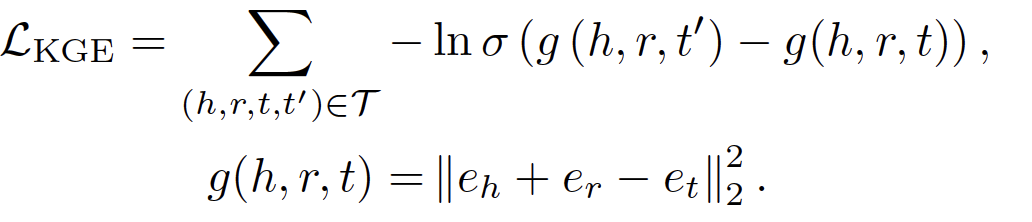 ℒ_KGE = ∑_{(h,r,t,t′)∈𝒯} − ln σ (g (h, r, t′) − g(h, r, t)) ,
g(h, r, t) = ‖e_h + e_r − e_t‖_2^2 .